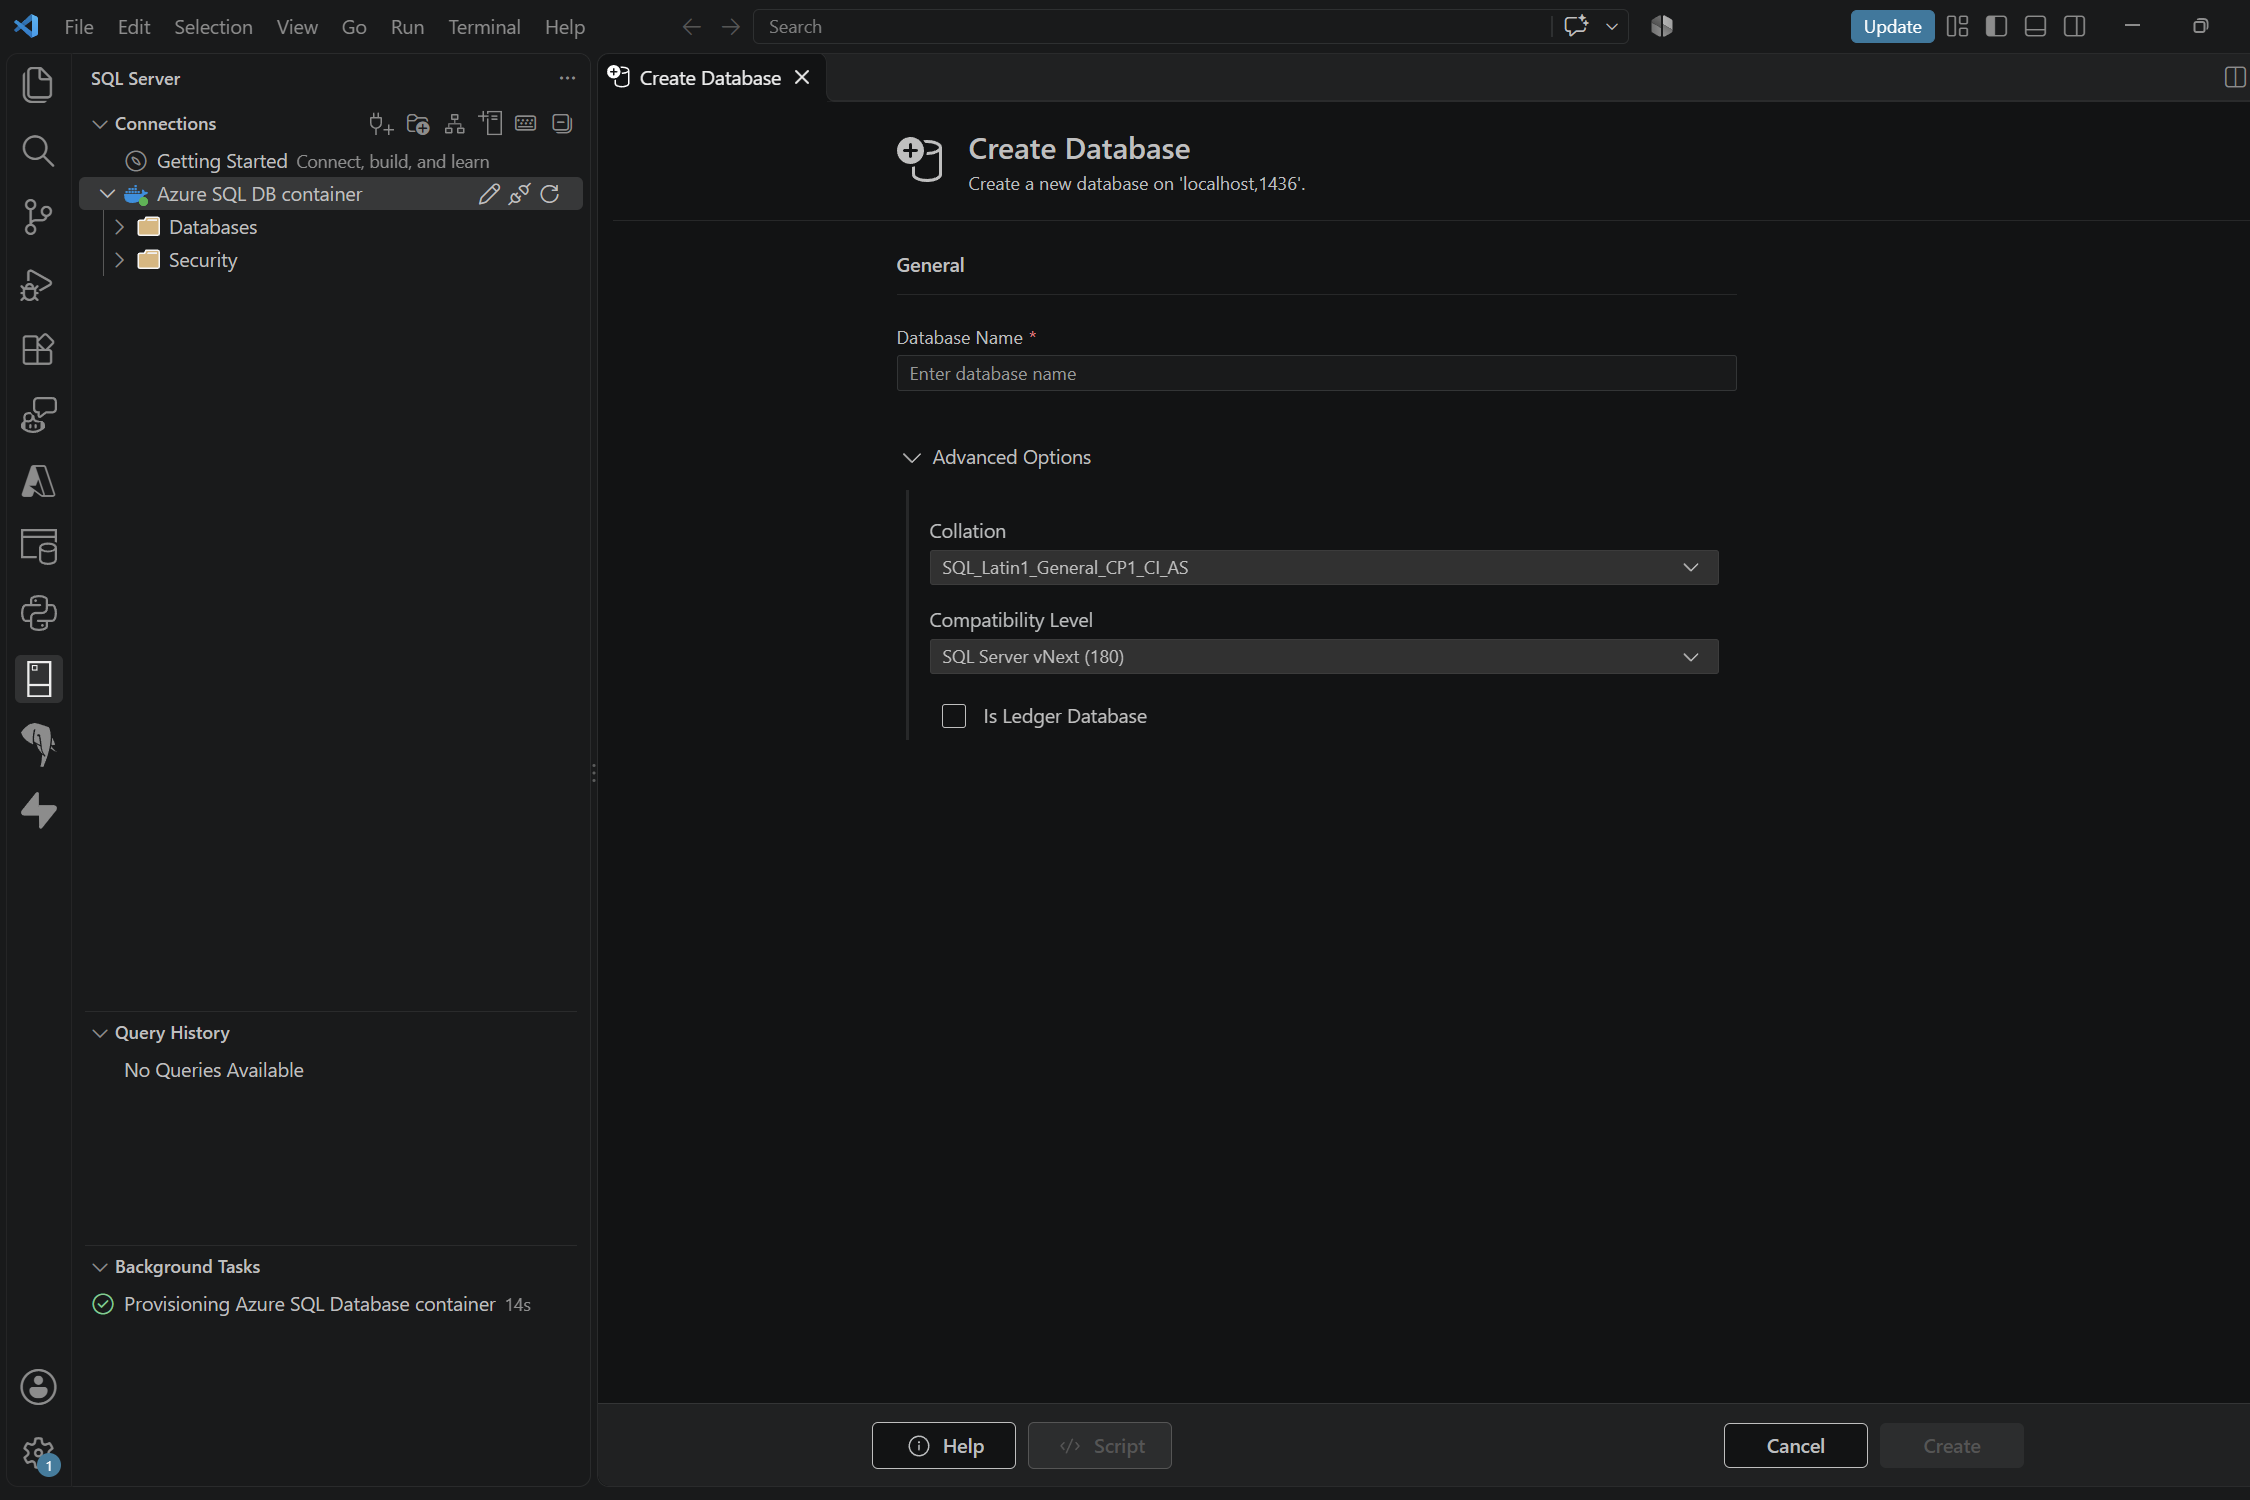 File Edit Selection View Go Run Terminal Help
Search
Update
SQL Server
Connections
Getting Started Connect, build, and learn
Azure SQL DB container
Databases
Security
Query History
No Queries Available
Background Tasks
Provisioning Azure SQL Database container 14s
1
Create Database
Create Database
Create a new database on 'localhost,1436'.
General
Database Name *
Enter database name
Advanced Options
Collation
SQL_Latin1_General_CP1_CI_AS
Compatibility Level
SQL Server vNext (180)
Is Ledger Database
Help
Script
Cancel
Create